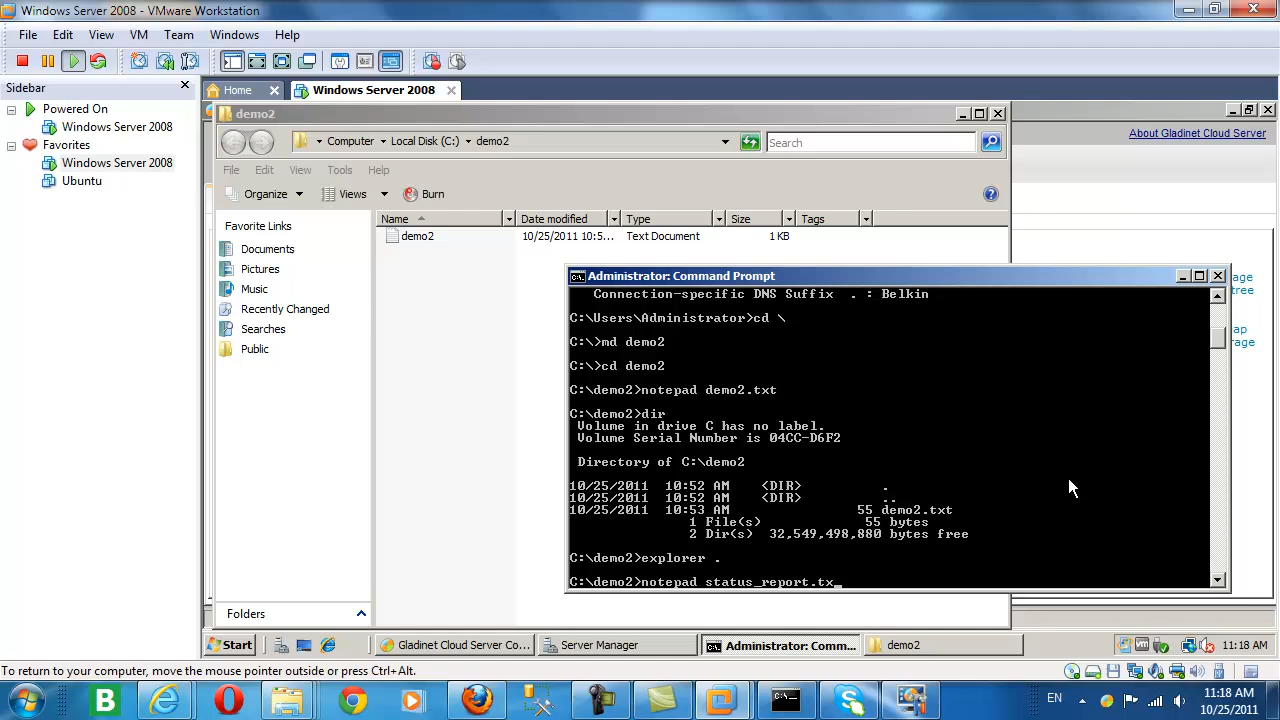 Windows Server 2008 - VMware Workstation
File Edit View VM Team Windows Help
Sidebar
Powered On
Windows Server 2008
Favorites
Windows Server 2008
Ubuntu
Home
Windows Server 2008
About Gladinet Cloud Server
demo2
Computer Local Disk (C:) demo2
Search
File Edit View Tools Help
Organize Views Burn
Favorite Links
Documents
Pictures
Music
Recently Changed
Searches
Public
Folders
Name Date modified Type Size Tags
demo2 10/25/2011 10:5... Text Document 1 KB
Administrator: Command Prompt
Connection-specific DNS Suffix . : Belkin
C:\Users\Administrator>cd \
C:\>md demo2
C:\>cd demo2
C:\demo2>notepad demo2.txt
C:\demo2>dir
Volume in drive C has no label.
Volume Serial Number is 04CC-D6F2
Directory of C:\demo2
10/25/2011 10:52 AM <DIR> .
10/25/2011 10:52 AM <DIR> ..
10/25/2011 10:53 AM 55 demo2.txt
1 File(s) 55 bytes
2 Dir(s) 32,549,498,880 bytes free
C:\demo2>explorer .
C:\demo2>notepad status_report.tx_
age
tree
ap
rage
Start
Gladinet Cloud Server Co...
Server Manager
Administrator: Comm...
demo2
11:18 AM
To return to your computer, move the mouse pointer outside or press Ctrl+Alt.
EN
11:18 AM
10/25/2011